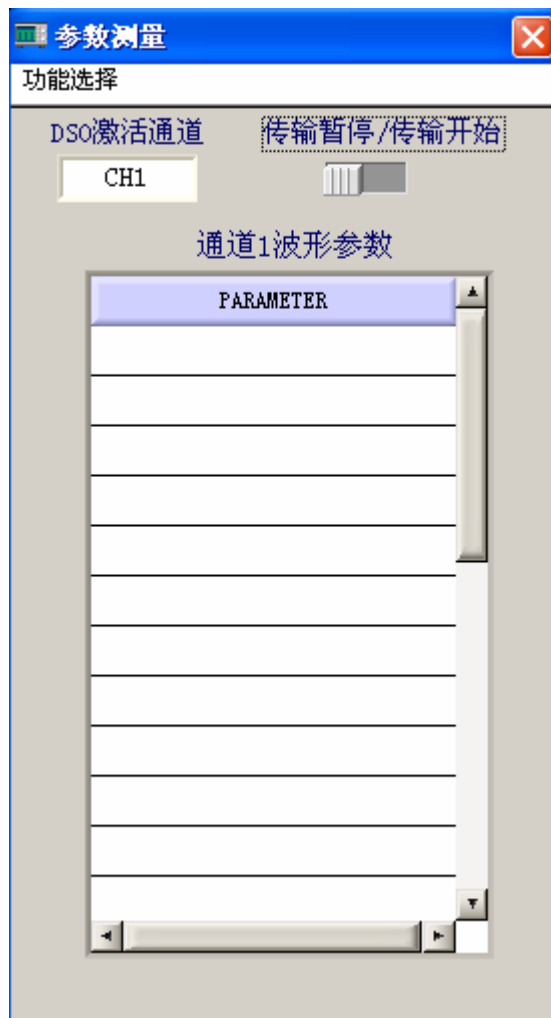 参数测量
功能选择
DSO激活通道 传输暂停/传输开始
CH1
通道1波形参数
PARAMETER